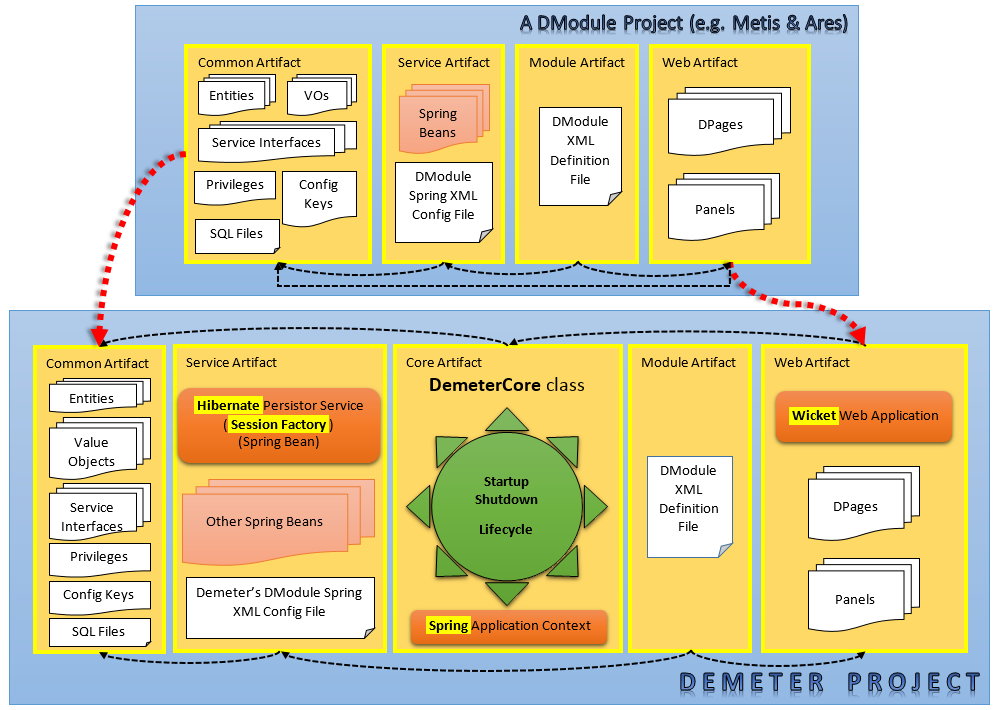 A DModule Project (e.g. Metis & Ares)
Common Artifact
Entities
VOs
Service Interfaces
Privileges
Config
Keys
SQL Files
Service Artifact
Spring
Beans
DModule
Spring XML
Config File
Module Artifact
DModule
XML
Definition
File
Web Artifact
DPages
Panels
Common Artifact
Entities
Value
Objects
Service
Interfaces
Privileges
Config Keys
SQL Files
Service Artifact
Hibernate Persistor Service
( Session Factory )
(Spring Bean)
Other Spring Beans
Demeter's DModule Spring
XML Config File
Core Artifact
DemeterCore class
Startup
Shutdown
Lifecycle
Spring Application Context
Module Artifact
DModule
XML
Definition
File
Web Artifact
Wicket Web Application
DPages
Panels
DEMETER PROJECT